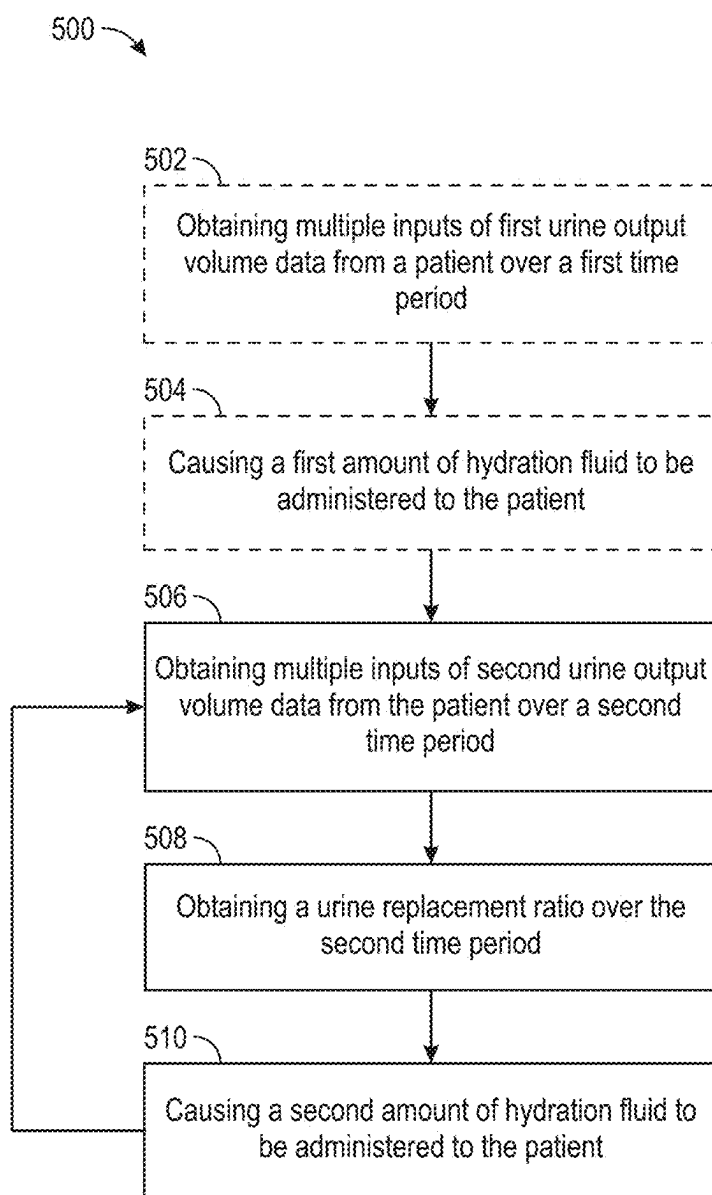 500
502
Obtaining multiple inputs of first urine output
volume data from a patient over a first time
period
504
Causing a first amount of hydration fluid to be
administered to the patient
506
Obtaining multiple inputs of second urine output
volume data from the patient over a second
time period
508
Obtaining a urine replacement ratio over the
second time period
510
Causing a second amount of hydration fluid to
be administered to the patient